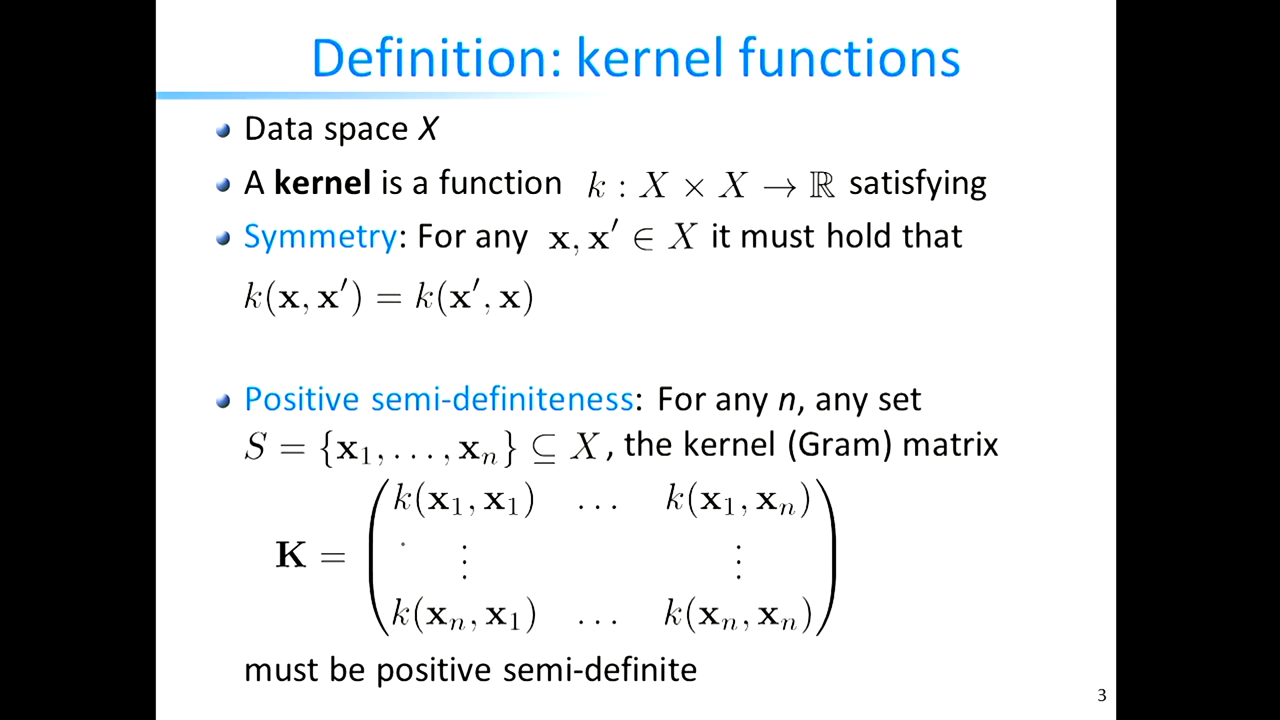 Definition: kernel functions
Data space X
A kernel is a function k : X × X → ℝ satisfying
Symmetry: For any x, x′ ∈ X it must hold that
k(x, x′) = k(x′, x)
Positive semi-definiteness: For any n, any set
S = {x₁, . . . , xₙ} ⊆ X, the kernel (Gram) matrix
k(x₁, x₁) . . . k(x₁, xₙ)
K = ⋮ ⋮
k(xₙ, x₁) . . . k(xₙ, xₙ)
must be positive semi-definite
3